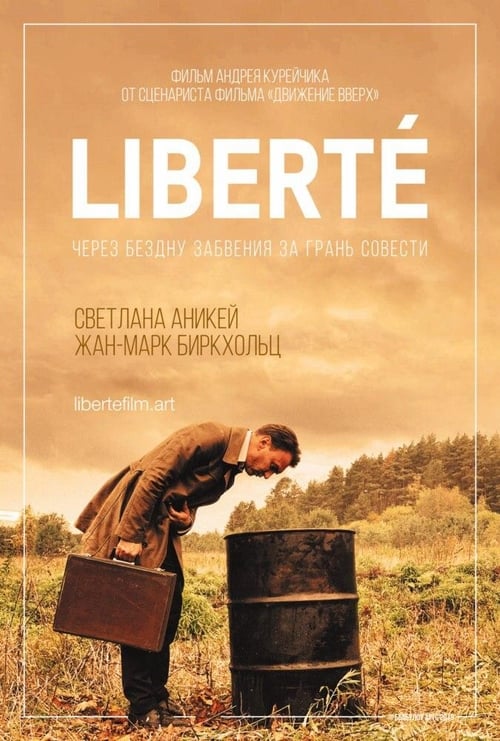 ФИЛЬМ АНДРЕЯ КУРЕЙЧИКА
ОТ СЦЕНАРИСТА ФИЛЬМА «ДВИЖЕНИЕ ВВЕРХ»
LIBERTÉ
ЧЕРЕЗ БЕЗДНУ ЗАБВЕНИЯ ЗА ГРАНЬ СОВЕСТИ
СВЕТЛАНА АНИКЕЙ
ЖАН-МАРК БИРКХОЛЬЦ
libertefilm.art